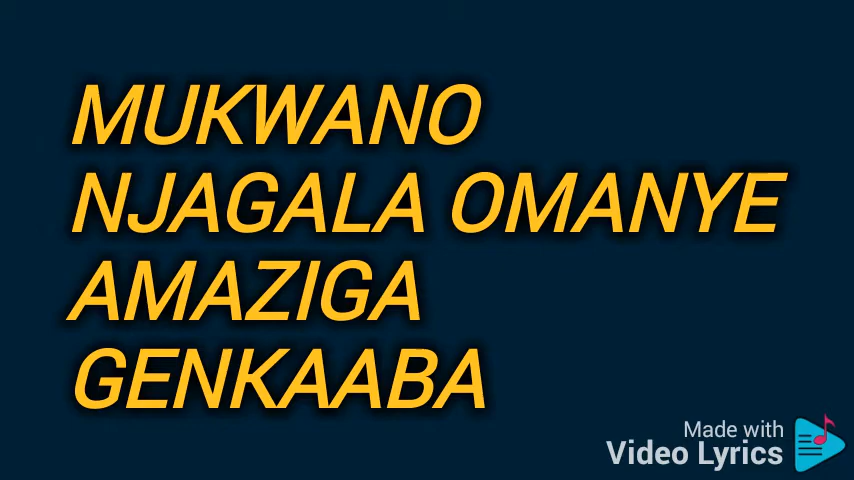 MUKWANO
NJAGALA OMANYE
AMAZIGA
GENKAABA
Made with
Video Lyrics